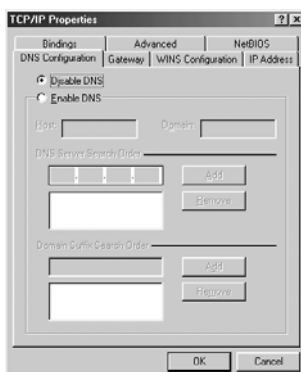 TCP/IP Properties
Bindings Advanced NetBIOS
DNS Configuration Gateway WINS Configuration IP Address
Disable DNS
Enable DNS
Host: Domain:
DNS Server Search Order
Add
Remove
Domain Suffix Search Order
Add
Remove
OK Cancel